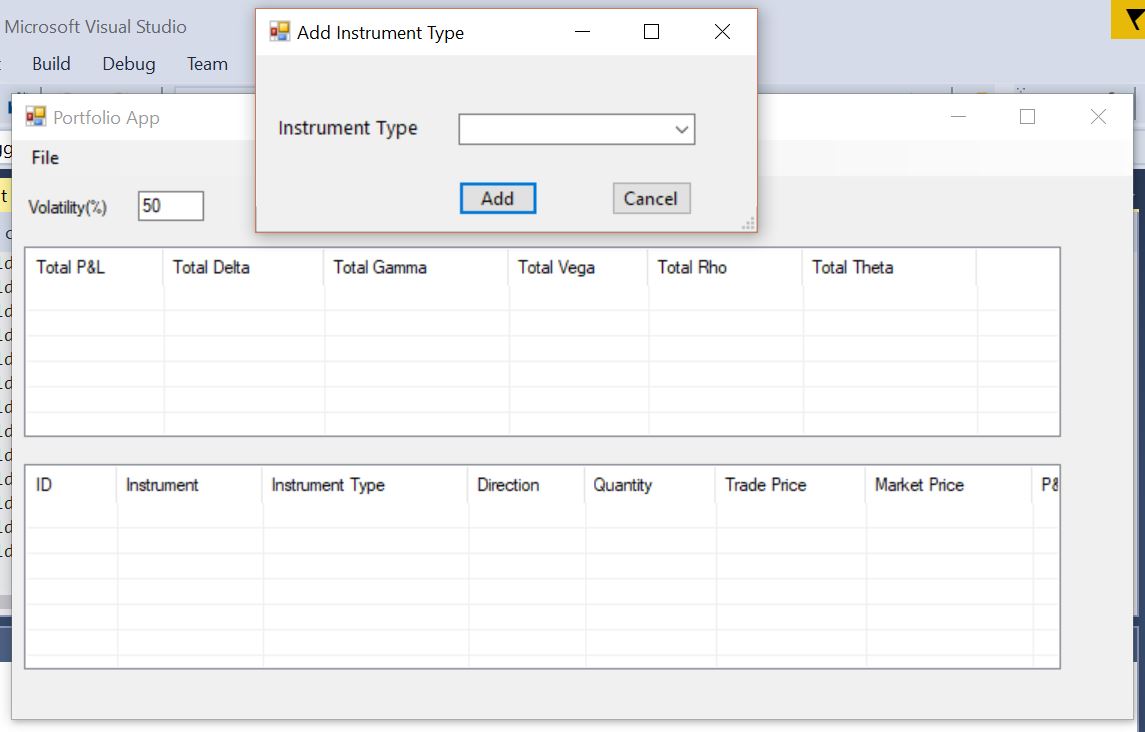 Microsoft Visual Studio
Build Debug Team
Add Instrument Type
Instrument Type
Add Cancel
Portfolio App
File
Volatility(%) 50
Total P&L Total Delta Total Gamma Total Vega Total Rho Total Theta
ID Instrument Instrument Type Direction Quantity Trade Price Market Price P&